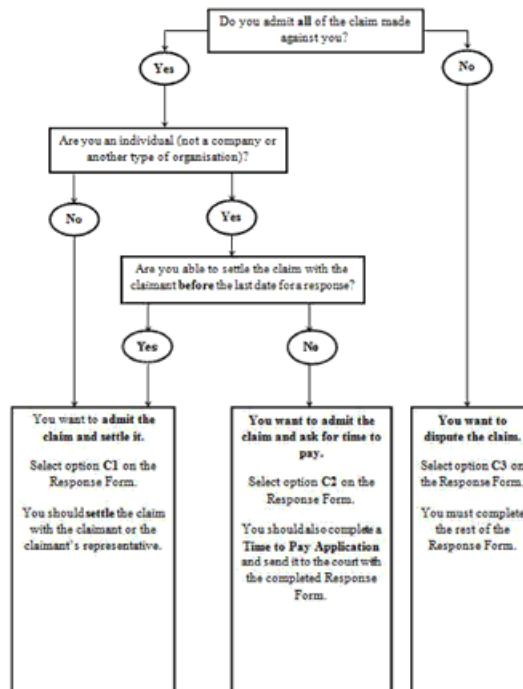 Do you admit all of the claim made
against you?
Yes
No
Are you an individual (not a company or
another type of organisation)?
No
Yes
Are you able to settle the claim with the
claimant before the last date for a response?
Yes
No
You want to admit the
claim and settle it.
Select option C1 on the
Response Form.
You should settle the claim
with the claimant or the
claimant's representative.
You want to admit the
claim and ask for time to
pay.
Select option C2 on the
Response Form.
You should also complete a
Time to Pay Application
and send it to the court with
the completed Response
Form.
You want to
dispute the claim.
Select option C3 on
the Response Form.
You must complete
the rest of the
Response Form.